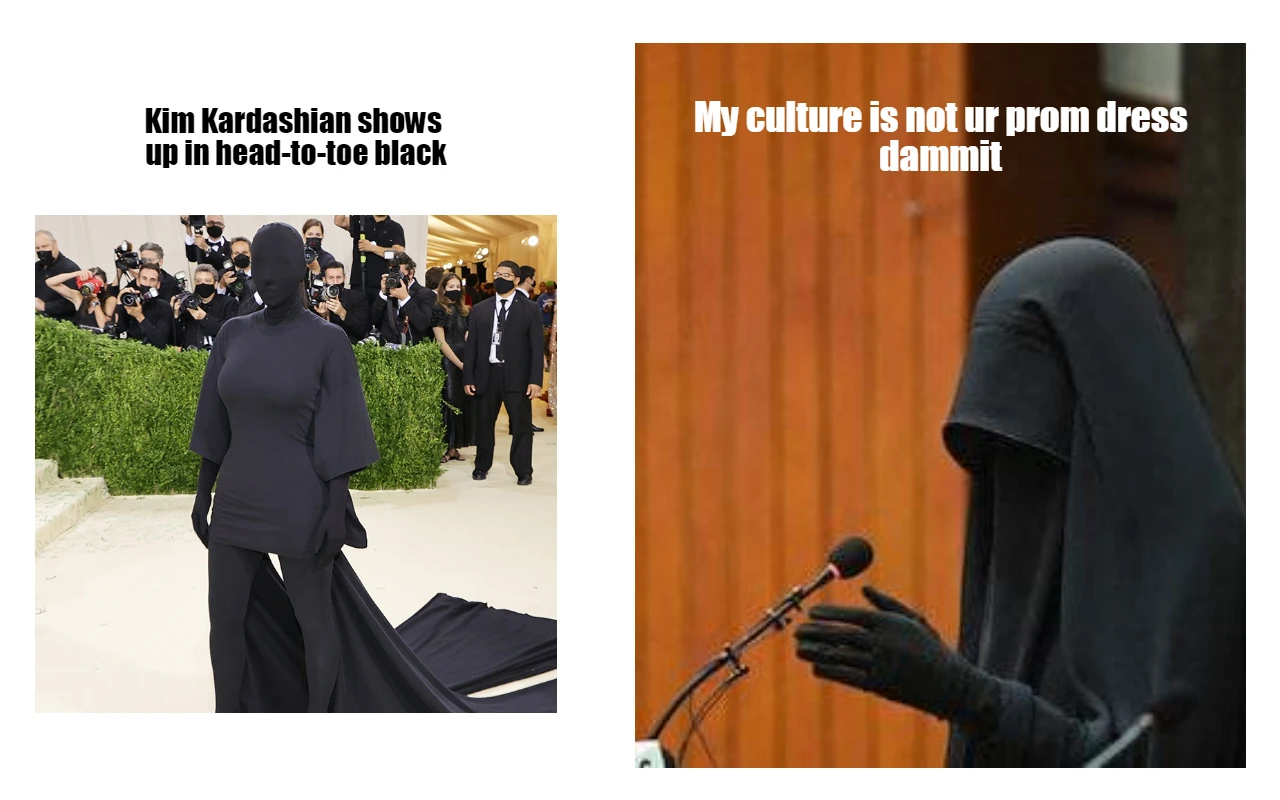 Kim Kardashian shows
up in head-to-toe black
My culture is not ur prom dress
dammit